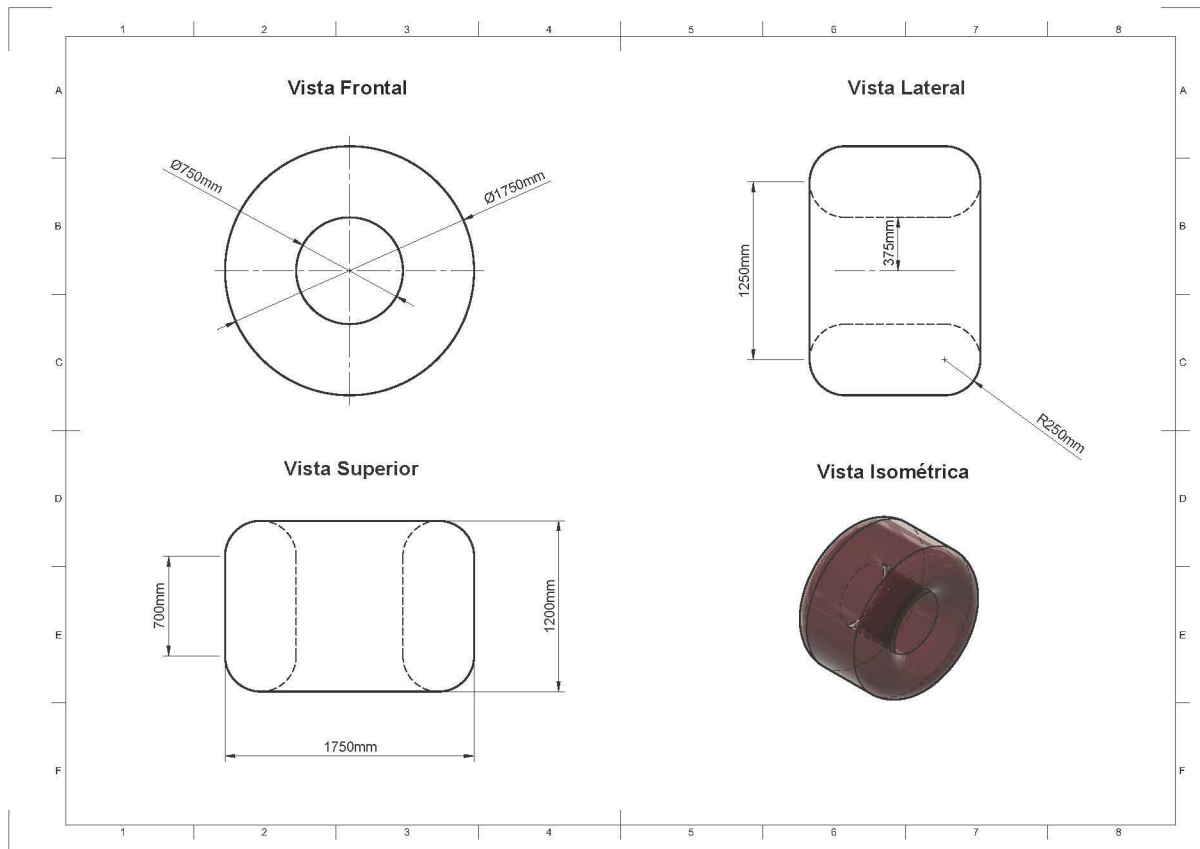 1 2 3 4 5 6 7 8
A A
Vista Frontal
Vista Lateral
Ø750mm
Ø1750mm
B B
375mm
1250mm
C C
R250mm
Vista Superior
Vista Isométrica
D D
700mm
1200mm
E E
1750mm
F F
1 2 3 4 5 6 7 8